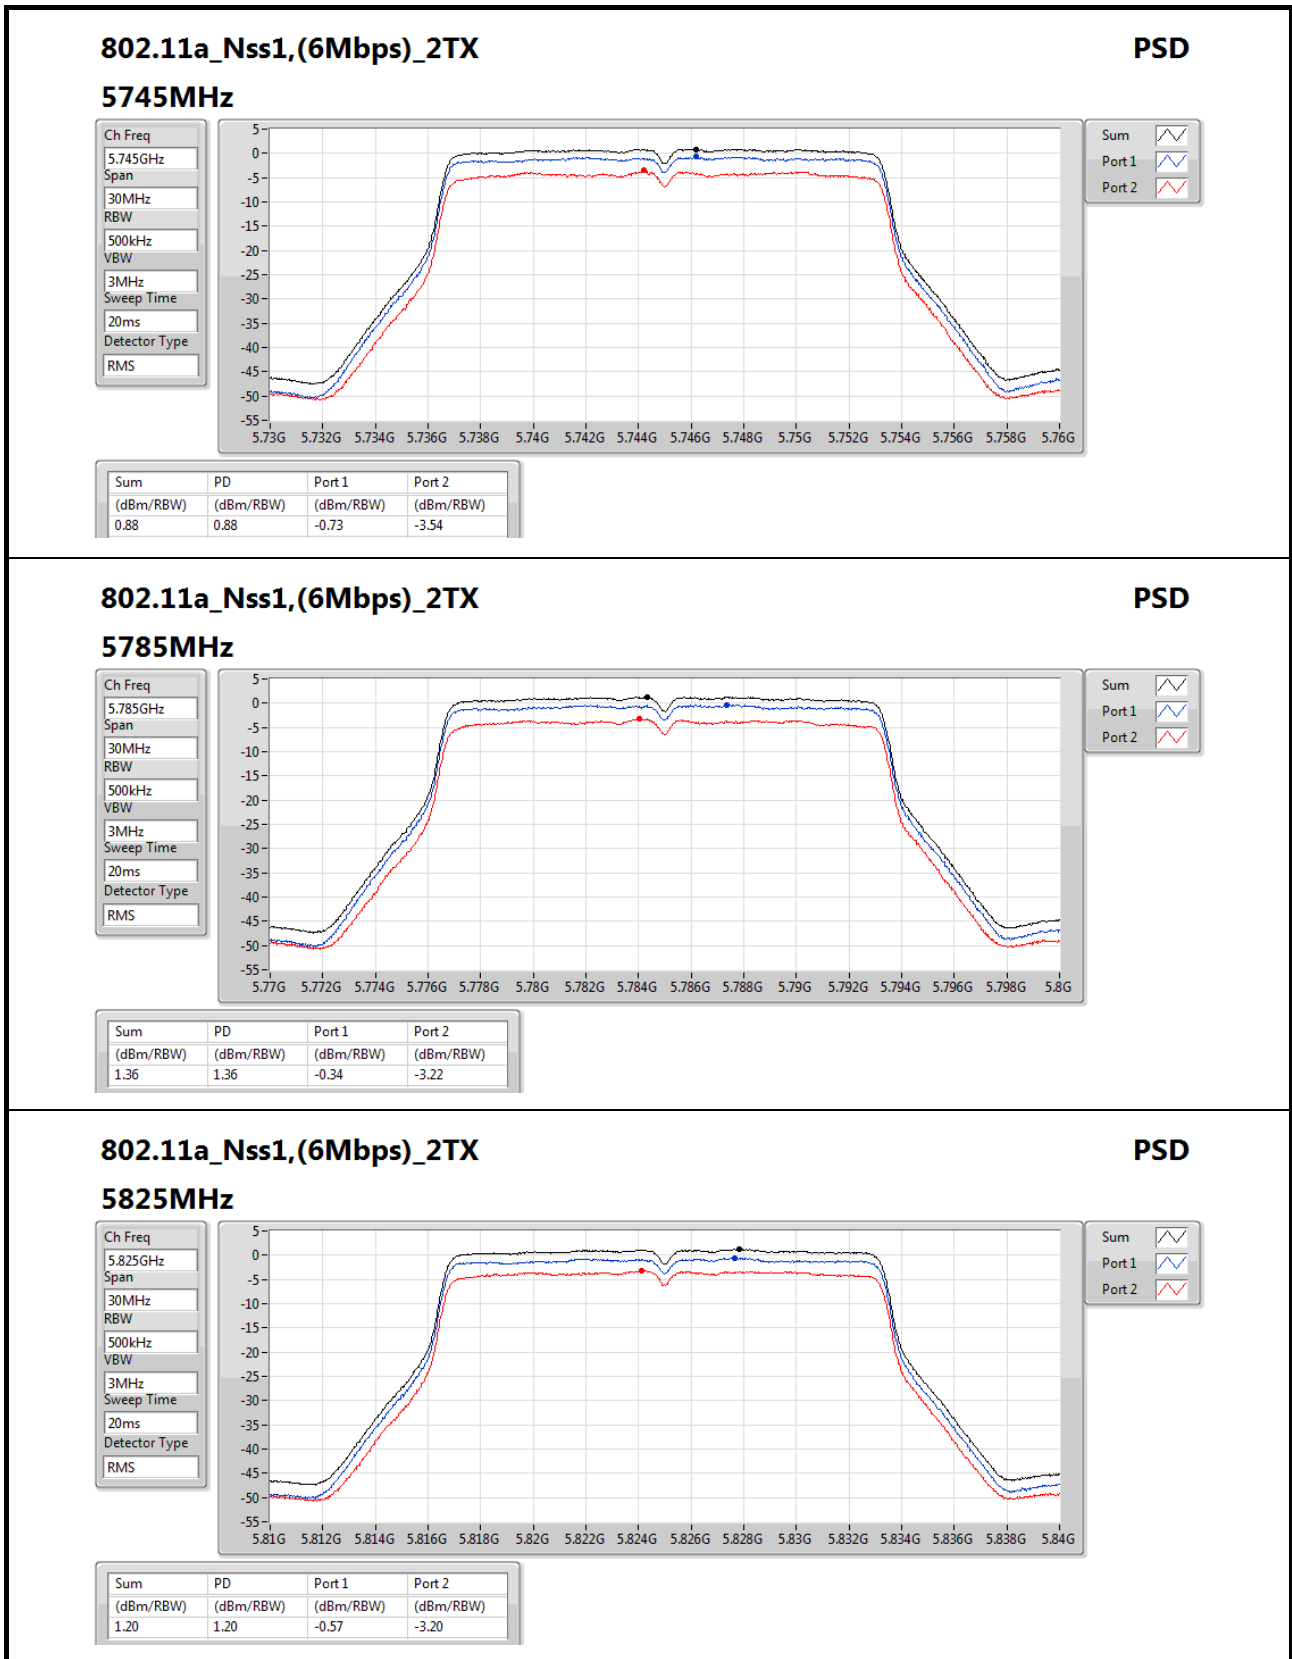 802.11a_Nss1,(6Mbps)_2TX PSD
5745MHz
Ch Freq
5.745GHz
Span
30MHz
RBW
500kHz
VBW
3MHz
Sweep Time
20ms
Detector Type
RMS
5
0
-5
-10
-15
-20
-25
-30
-35
-40
-45
-50
-55
5.73G 5.732G 5.734G 5.736G 5.738G 5.74G 5.742G 5.744G 5.746G 5.748G 5.75G 5.752G 5.754G 5.756G 5.758G 5.76G
Sum
Port 1
Port 2
Sum PD Port 1 Port 2
(dBm/RBW) (dBm/RBW) (dBm/RBW) (dBm/RBW)
0.88 0.88 -0.73 -3.54
802.11a_Nss1,(6Mbps)_2TX PSD
5785MHz
Ch Freq
5.785GHz
Span
30MHz
RBW
500kHz
VBW
3MHz
Sweep Time
20ms
Detector Type
RMS
5
0
-5
-10
-15
-20
-25
-30
-35
-40
-45
-50
-55
5.77G 5.772G 5.774G 5.776G 5.778G 5.78G 5.782G 5.784G 5.786G 5.788G 5.79G 5.792G 5.794G 5.796G 5.798G 5.8G
Sum
Port 1
Port 2
Sum PD Port 1 Port 2
(dBm/RBW) (dBm/RBW) (dBm/RBW) (dBm/RBW)
1.36 1.36 -0.34 -3.22
802.11a_Nss1,(6Mbps)_2TX PSD
5825MHz
Ch Freq
5.825GHz
Span
30MHz
RBW
500kHz
VBW
3MHz
Sweep Time
20ms
Detector Type
RMS
5
0
-5
-10
-15
-20
-25
-30
-35
-40
-45
-50
-55
5.81G 5.812G 5.814G 5.816G 5.818G 5.82G 5.822G 5.824G 5.826G 5.828G 5.83G 5.832G 5.834G 5.836G 5.838G 5.84G
Sum
Port 1
Port 2
Sum PD Port 1 Port 2
(dBm/RBW) (dBm/RBW) (dBm/RBW) (dBm/RBW)
1.20 1.20 -0.57 -3.20